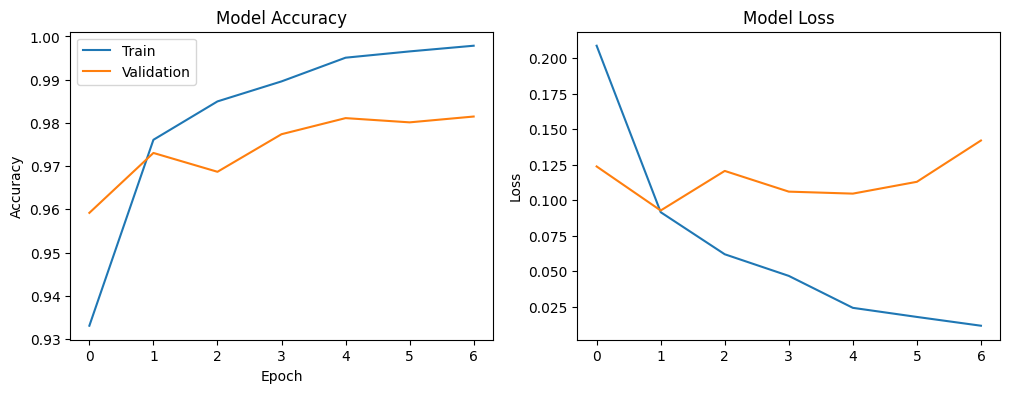 Model Accuracy
Train
Validation
1.00
0.99
0.98
0.97
0.96
0.95
0.94
0.93
Accuracy
0 1 2 3 4 5 6
Epoch
Model Loss
0.200
0.175
0.150
0.125
0.100
0.075
0.050
0.025
Loss
0 1 2 3 4 5 6